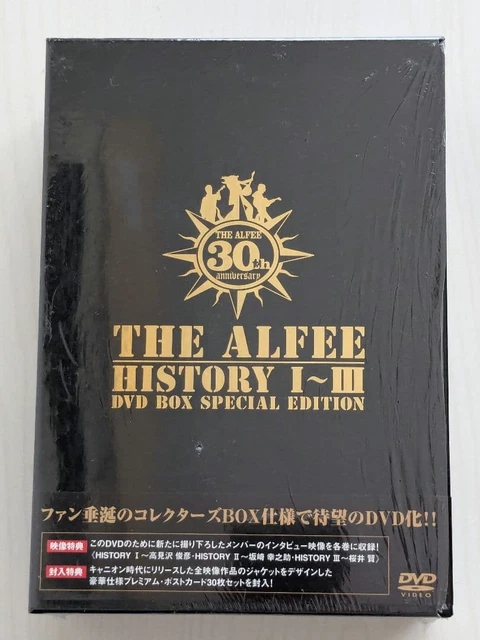 THE ALFEE
30th
anniversary
THE ALFEE
HISTORY I~III
DVD BOX SPECIAL EDITION
ファン垂涎のコレクターズBOX仕様で待望のDVD化!!
映像特典 このDVDのために新たに撮り下ろしたメンバーのインタビュー映像を各巻に収録!
〈HISTORY Ⅰ〜高見沢 俊彦・HISTORY Ⅱ〜坂崎 幸之助・HISTORY Ⅲ〜桜井 賢〉
封入特典 キャニオン時代にリリースした全映像作品のジャケットをデザインした
豪華仕様プレミアム・ポストカード30枚セットを封入!
DVD
VIDEO